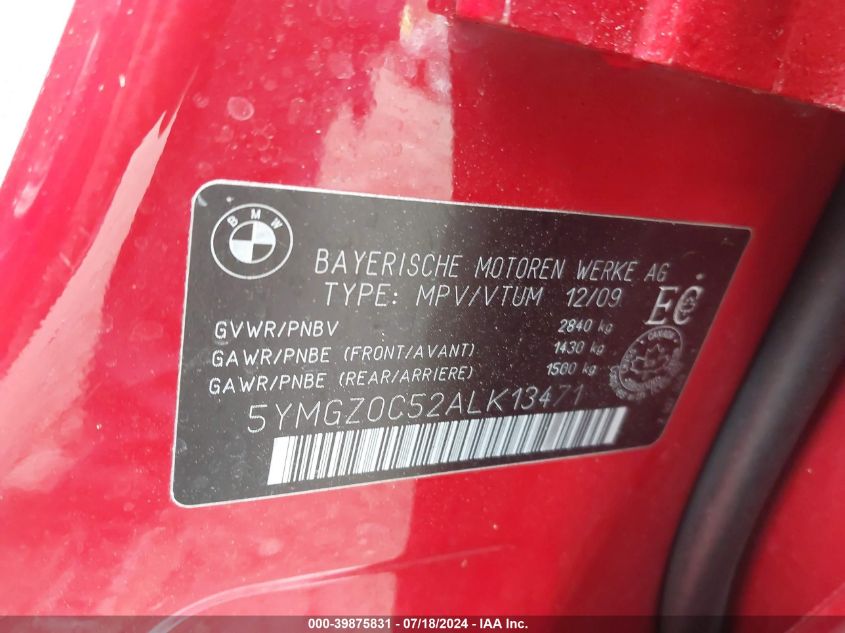 BMW
BAYERISCHE MOTOREN WERKE AG
TYPE: MPV/VTUM 12/09
EC
GVWR/PNBV 2840 kg
GAWR/PNBE (FRONT/AVANT) 1430 kg
GAWR/PNBE (REAR/ARRIERE) 1500 kg
CANADA
5YMGZ0C52ALK13471
000-39875831 - 07/18/2024 - IAA Inc.